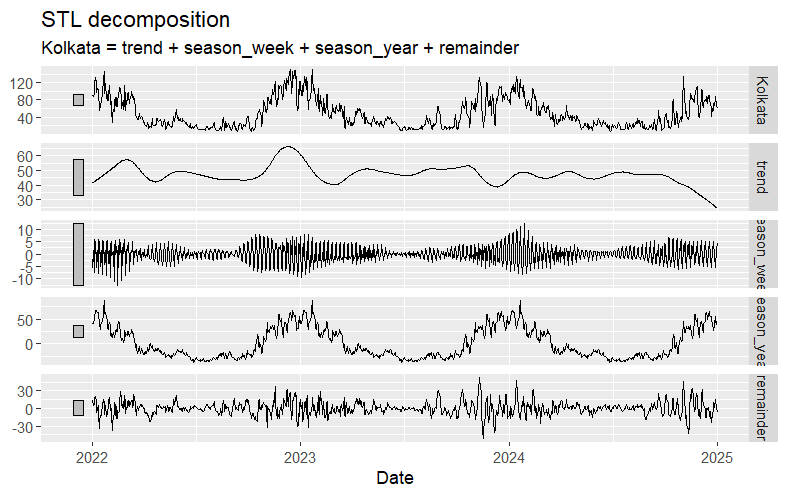 STL decomposition
Kolkata = trend + season_week + season_year + remainder
120
80
40
Kolkata
60
50
40
30
trend
10
5
0
-5
-10
eason_wee
50
0
eason_yea
30
0
-30
remainder
2022 2023 2024 2025
Date